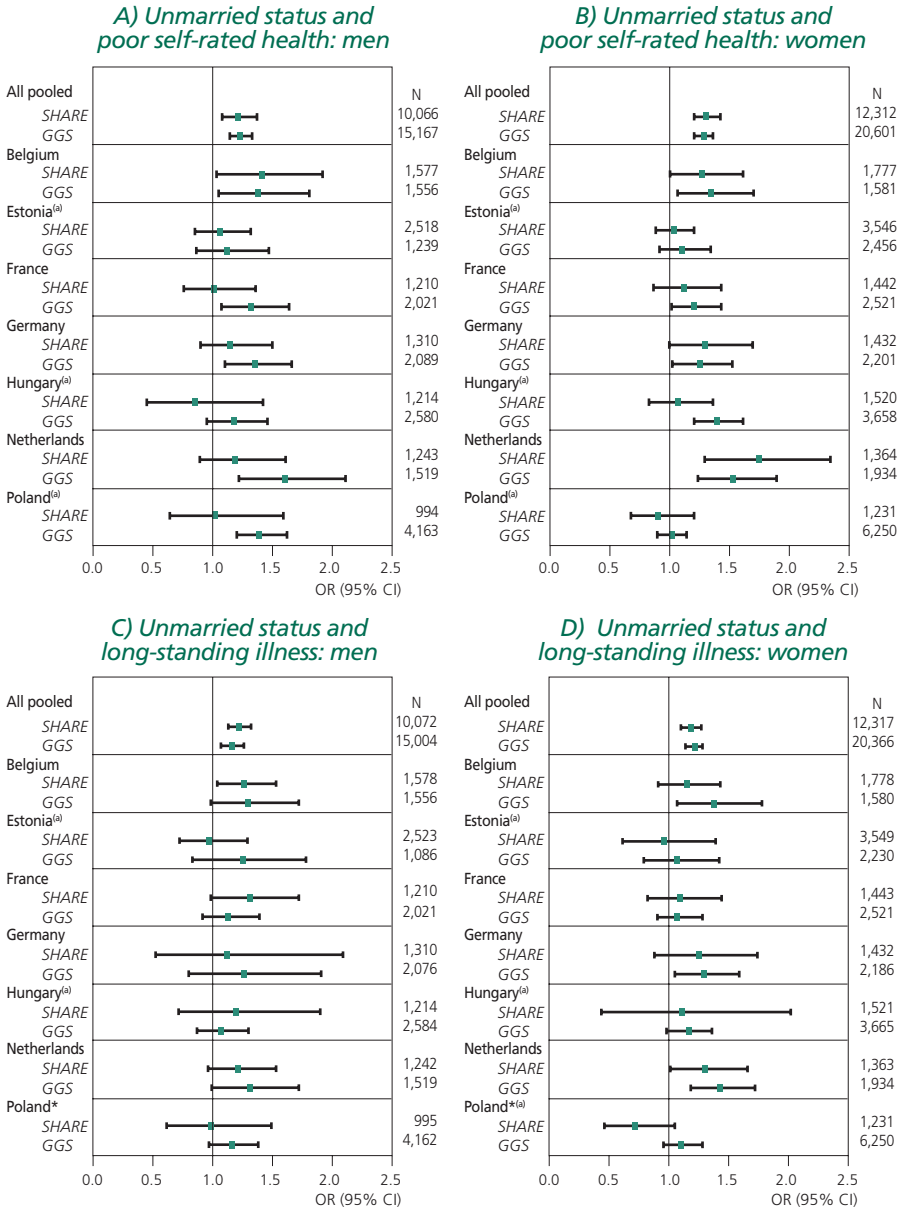 A) Unmarried status and
poor self-rated health: men
All pooled
N
SHARE 10,066
GGS 15,167
Belgium
SHARE 1,577
GGS 1,556
Estonia(a)
SHARE 2,518
GGS 1,239
France
SHARE 1,210
GGS 2,021
Germany
SHARE 1,310
GGS 2,089
Hungary(a)
SHARE 1,214
GGS 2,580
Netherlands
SHARE 1,243
GGS 1,519
Poland(a)
SHARE 994
GGS 4,163
0.0 0.5 1.0 1.5 2.0 2.5
OR (95% CI)
B) Unmarried status and
poor self-rated health: women
All pooled
N
SHARE 12,312
GGS 20,601
Belgium
SHARE 1,777
GGS 1,581
Estonia(a)
SHARE 3,546
GGS 2,456
France
SHARE 1,442
GGS 2,521
Germany
SHARE 1,432
GGS 2,201
Hungary(a)
SHARE 1,520
GGS 3,658
Netherlands
SHARE 1,364
GGS 1,934
Poland(a)
SHARE 1,231
GGS 6,250
0.0 0.5 1.0 1.5 2.0 2.5
OR (95% CI)
C) Unmarried status and
long-standing illness: men
All pooled
N
SHARE 10,072
GGS 15,004
Belgium
SHARE 1,578
GGS 1,556
Estonia(a)
SHARE 2,523
GGS 1,086
France
SHARE 1,210
GGS 2,021
Germany
SHARE 1,310
GGS 2,076
Hungary(a)
SHARE 1,214
GGS 2,584
Netherlands
SHARE 1,242
GGS 1,519
Poland*
SHARE 995
GGS 4,162
0.0 0.5 1.0 1.5 2.0 2.5
OR (95% CI)
D) Unmarried status and
long-standing illness: women
All pooled
N
SHARE 12,317
GGS 20,366
Belgium
SHARE 1,778
GGS 1,580
Estonia(a)
SHARE 3,549
GGS 2,230
France
SHARE 1,443
GGS 2,521
Germany
SHARE 1,432
GGS 2,186
Hungary(a)
SHARE 1,521
GGS 3,665
Netherlands
SHARE 1,363
GGS 1,934
Poland*(a)
SHARE 1,231
GGS 6,250
0.0 0.5 1.0 1.5 2.0 2.5
OR (95% CI)